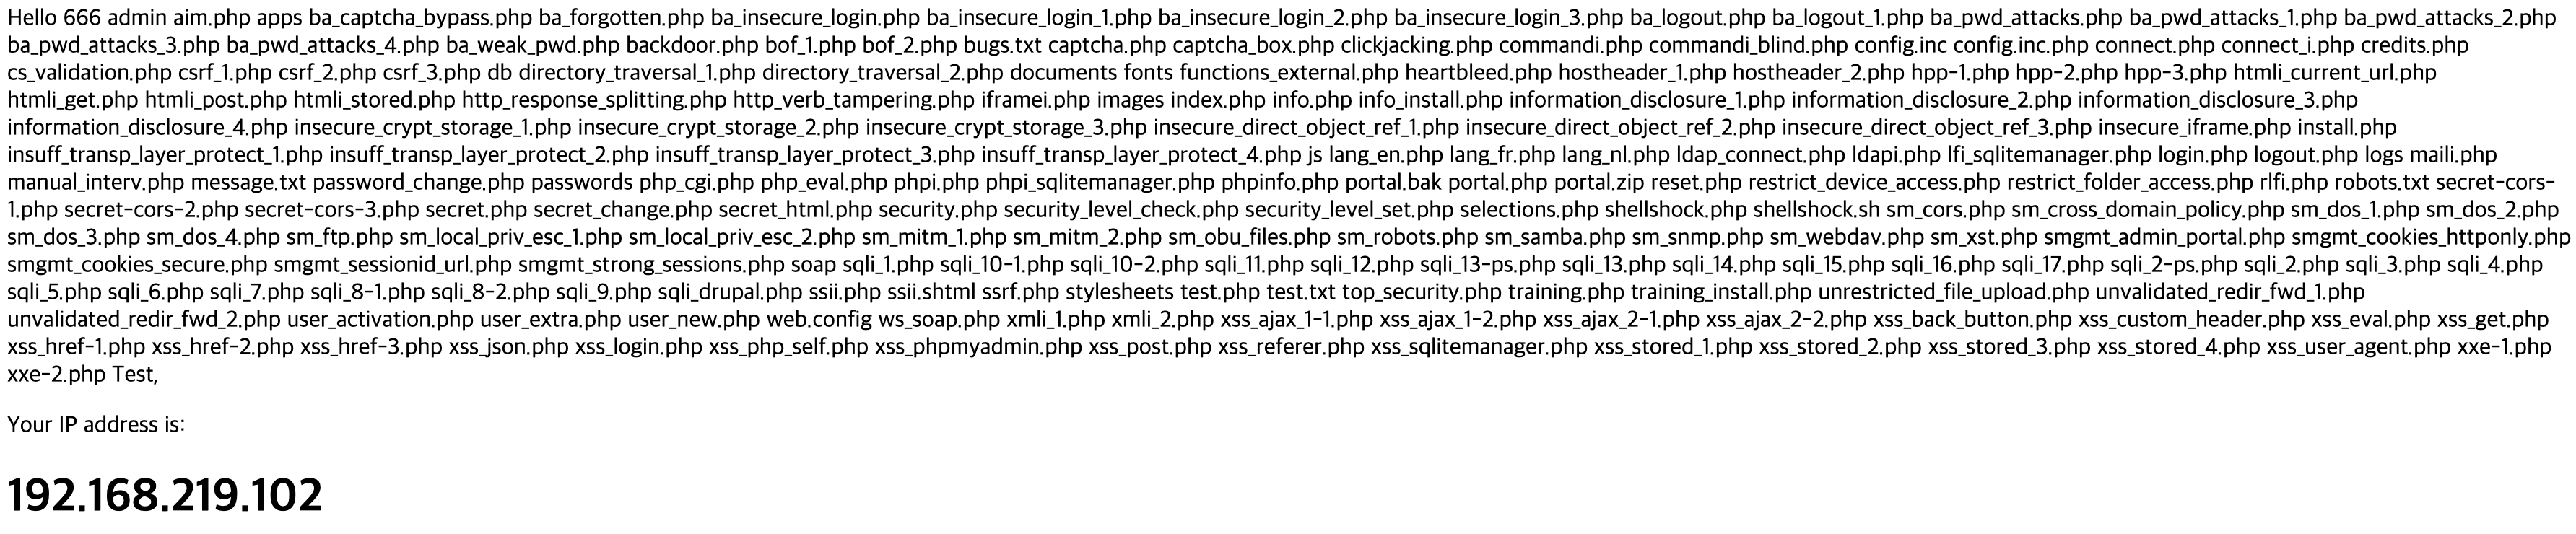 Hello 666 admin aim.php apps ba_captcha_bypass.php ba_forgotten.php ba_insecure_login.php ba_insecure_login_1.php ba_insecure_login_2.php ba_insecure_login_3.php ba_logout.php ba_logout_1.php ba_pwd_attacks.php ba_pwd_attacks_1.php ba_pwd_attacks_2.php
ba_pwd_attacks_3.php ba_pwd_attacks_4.php ba_weak_pwd.php backdoor.php bof_1.php bof_2.php bugs.txt captcha.php captcha_box.php clickjacking.php commandi.php commandi_blind.php config.inc config.inc.php connect.php connect_i.php credits.php
cs_validation.php csrf_1.php csrf_2.php csrf_3.php db directory_traversal_1.php directory_traversal_2.php documents fonts functions_external.php heartbleed.php hostheader_1.php hostheader_2.php hpp-1.php hpp-2.php hpp-3.php htmli_current_url.php
htmli_get.php htmli_post.php htmli_stored.php http_response_splitting.php http_verb_tampering.php iframei.php images index.php info.php info_install.php information_disclosure_1.php information_disclosure_2.php information_disclosure_3.php
information_disclosure_4.php insecure_crypt_storage_1.php insecure_crypt_storage_2.php insecure_crypt_storage_3.php insecure_direct_object_ref_1.php insecure_direct_object_ref_2.php insecure_direct_object_ref_3.php insecure_iframe.php install.php
insuff_transp_layer_protect_1.php insuff_transp_layer_protect_2.php insuff_transp_layer_protect_3.php insuff_transp_layer_protect_4.php js lang_en.php lang_fr.php lang_nl.php ldap_connect.php ldapi.php lfi_sqlitemanager.php login.php logout.php logs maili.php
manual_interv.php message.txt password_change.php passwords php_cgi.php php_eval.php phpi.php phpi_sqlitemanager.php phpinfo.php portal.bak portal.php portal.zip reset.php restrict_device_access.php restrict_folder_access.php rlfi.php robots.txt secret-cors-
1.php secret-cors-2.php secret-cors-3.php secret.php secret_change.php secret_html.php security.php security_level_check.php security_level_set.php selections.php shellshock.php shellshock.sh sm_cors.php sm_cross_domain_policy.php sm_dos_1.php sm_dos_2.php
sm_dos_3.php sm_dos_4.php sm_ftp.php sm_local_priv_esc_1.php sm_local_priv_esc_2.php sm_mitm_1.php sm_mitm_2.php sm_obu_files.php sm_robots.php sm_samba.php sm_snmp.php sm_webdav.php sm_xst.php smgmt_admin_portal.php smgmt_cookies_httponly.php
smgmt_cookies_secure.php smgmt_sessionid_url.php smgmt_strong_sessions.php soap sqli_1.php sqli_10-1.php sqli_10-2.php sqli_11.php sqli_12.php sqli_13-ps.php sqli_13.php sqli_14.php sqli_15.php sqli_16.php sqli_17.php sqli_2-ps.php sqli_2.php sqli_3.php sqli_4.php
sqli_5.php sqli_6.php sqli_7.php sqli_8-1.php sqli_8-2.php sqli_9.php sqli_drupal.php ssii.php ssii.shtml ssrf.php stylesheets test.php test.txt top_security.php training.php training_install.php unrestricted_file_upload.php unvalidated_redir_fwd_1.php
unvalidated_redir_fwd_2.php user_activation.php user_extra.php user_new.php web.config ws_soap.php xmli_1.php xmli_2.php xss_ajax_1-1.php xss_ajax_1-2.php xss_ajax_2-1.php xss_ajax_2-2.php xss_back_button.php xss_custom_header.php xss_eval.php xss_get.php
xss_href-1.php xss_href-2.php xss_href-3.php xss_json.php xss_login.php xss_php_self.php xss_phpmyadmin.php xss_post.php xss_referer.php xss_sqlitemanager.php xss_stored_1.php xss_stored_2.php xss_stored_3.php xss_stored_4.php xss_user_agent.php xxe-1.php
xxe-2.php Test,
Your IP address is:
192.168.219.102